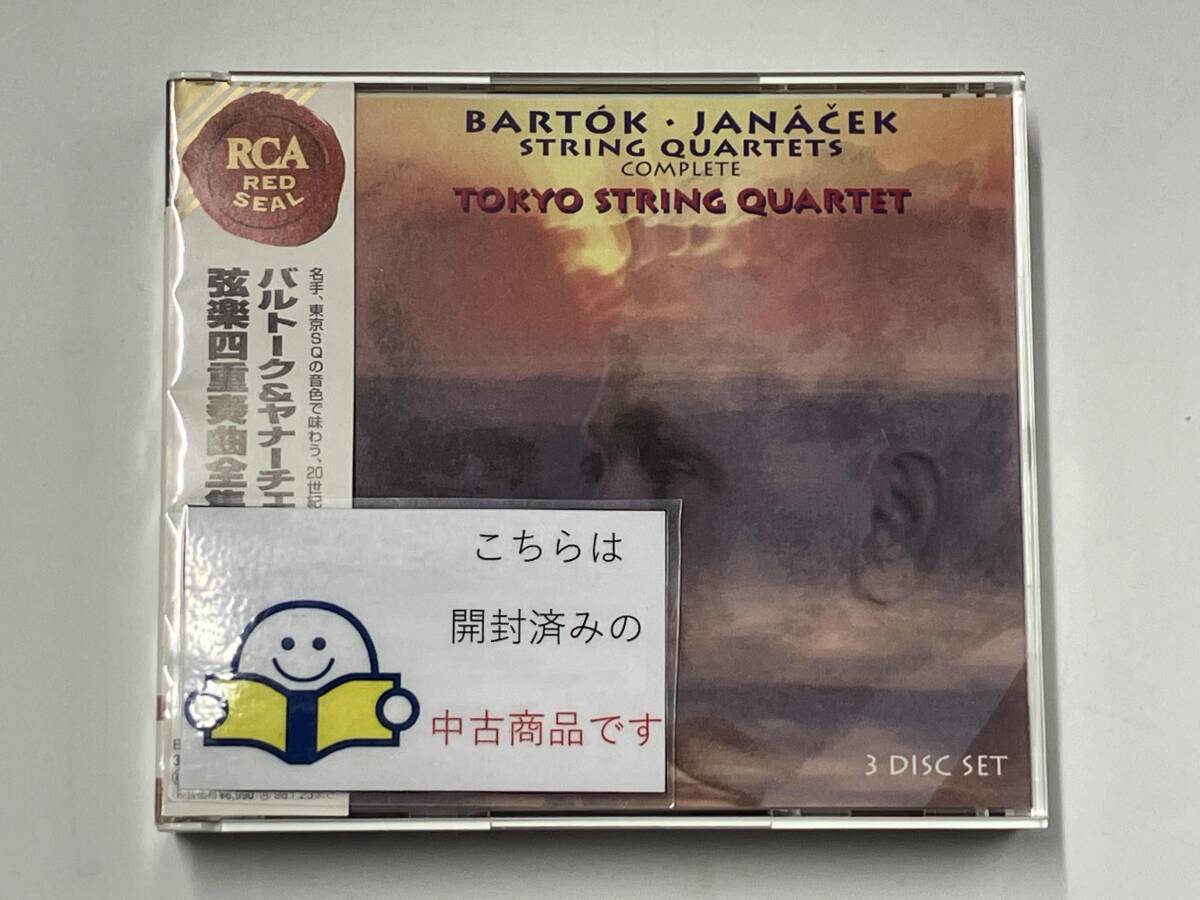 RCA
RED
SEAL
BARTÓK · JANÁČEK
STRING QUARTETS
COMPLETE
TOKYO STRING QUARTET
名手、東京SQの音色で味わう、20世紀
バルトーク&ヤナーチェ
弦楽四重奏曲全集
こちらは
開封済みの
中古商品です
3 DISC SET